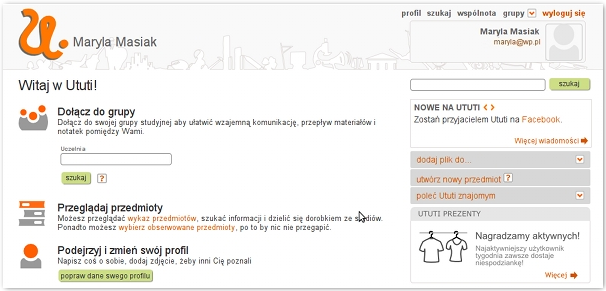 profil szukaj wspólnota grupy wyloguj się
U.
Maryla Masiak
Maryla Masiak
maryla@wp.pl
Witaj w Ututi!
szukaj
Dołącz do grupy
Dołącz do swojej grupy studyjnej aby ułatwić wzajemną komunikację, przepływ materiałów i
notatek pomiędzy Wami.
Uczelnia
szukaj ?
Przeglądaj przedmioty
Możesz przeglądać wykaz przedmiotów, szukać informacji i dzielić się dorobkiem ze studiów.
Ponadto możesz wybierz obserwowane przedmioty, po to by nic nie przegapić.
Podejrzyj i zmień swój profil
Napisz coś o sobie, dodaj zdjęcie, żeby inni Cię poznali
popraw dane swego profilu
NOWE NA UTUTI
Zostań przyjacielem Ututi na Facebook.
Więcej wiadomości
dodaj plik do...
utwórz nowy przedmiot ?
poleć Ututi znajomym
UTUTI PREZENTY
Nagradzamy aktywnych!
Najaktywniejszy użytkownik
tygodnia zawsze dostaje
niespodziankę!
Więcej